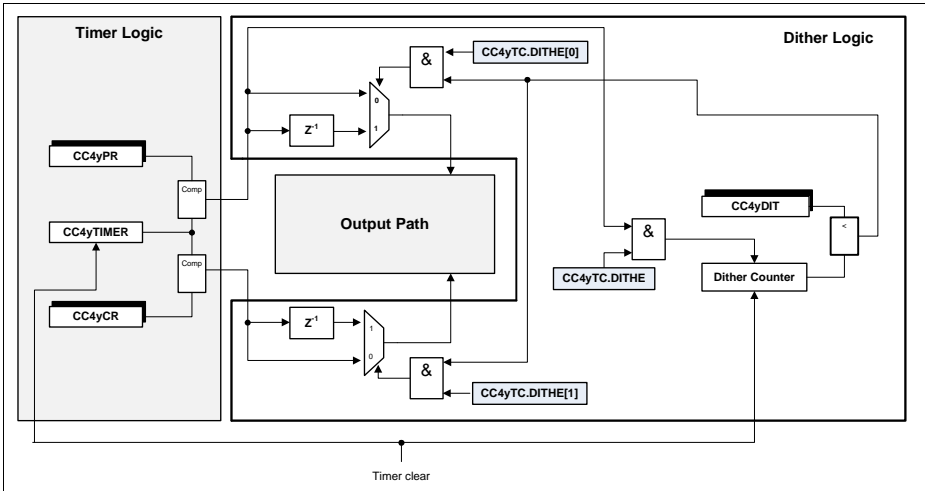 Timer Logic
Dither Logic
CC4yTC.DITHE[0]
&
0
1
Z-1
CC4yPR
Comp
CC4yTIMER
Comp
CC4yCR
Output Path
CC4yDIT
<
&
CC4yTC.DITHE
Dither Counter
Z-1
1
0
&
CC4yTC.DITHE[1]
Timer clear